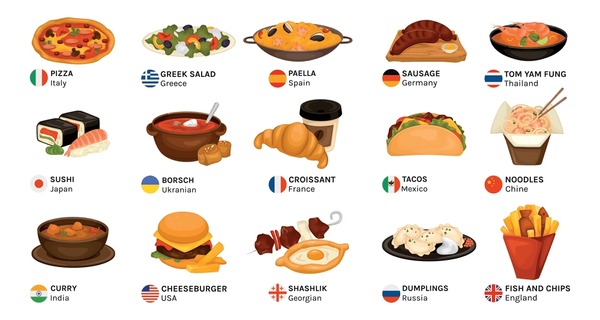 PIZZA
Italy
GREEK SALAD
Greece
PAELLA
Spain
SAUSAGE
Germany
TOM YAM FUNG
Thailand
SUSHI
Japan
BORSCH
Ukranian
CROISSANT
France
TACOS
Mexico
NOODLES
Chine
CURRY
India
CHEESEBURGER
USA
SHASHLIK
Georgian
DUMPLINGS
Russia
FISH AND CHIPS
England